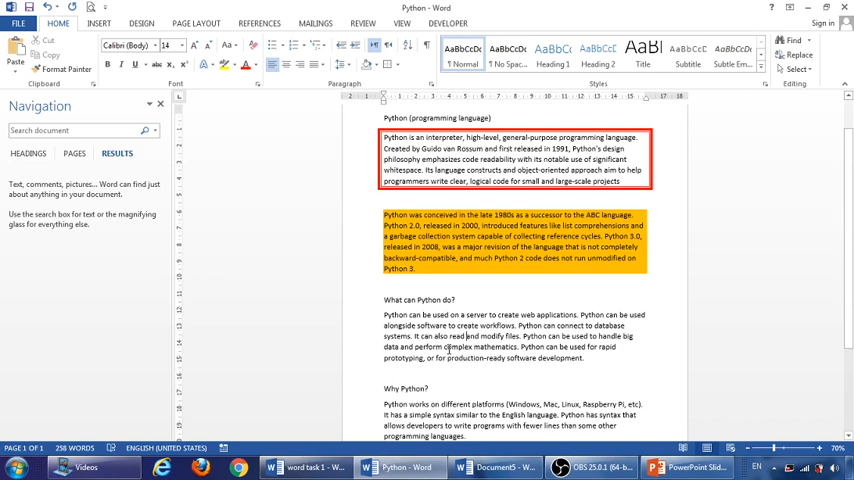 Python - Word
Sign in
FILE HOME INSERT DESIGN PAGE LAYOUT REFERENCES MAILINGS REVIEW VIEW DEVELOPER
Cut
Copy
Format Painter
Paste
Calibri (Body) 14
Clipboard Font Paragraph Styles Editing
AaBbCcDc AaBbCcDc AaBbCc AaBbCc AaBl AaBbCcC AaBbCcDc
¶ Normal ¶ No Spac... Heading 1 Heading 2 Title Subtitle Subtle Em...
Find
Replace
Select
Navigation
Search document
HEADINGS PAGES RESULTS
Text, comments, pictures... Word can find just
about anything in your document.
Use the search box for text or the magnifying
glass for everything else.
Python (programming language)
Python is an interpreter, high-level, general-purpose programming language.
Created by Guido van Rossum and first released in 1991, Python's design
philosophy emphasizes code readability with its notable use of significant
whitespace. Its language constructs and object-oriented approach aim to help
programmers write clear, logical code for small and large-scale projects
Python was conceived in the late 1980s as a successor to the ABC language.
Python 2.0, released in 2000, introduced features like list comprehensions and
a garbage collection system capable of collecting reference cycles. Python 3.0,
released in 2008, was a major revision of the language that is not completely
backward-compatible, and much Python 2 code does not run unmodified on
Python 3.
What can Python do?
Python can be used on a server to create web applications. Python can be used
alongside software to create workflows. Python can connect to database
systems. It can also read and modify files. Python can be used to handle big
data and perform complex mathematics. Python can be used for rapid
prototyping, or for production-ready software development.
Why Python?
Python works on different platforms (Windows, Mac, Linux, Raspberry Pi, etc).
It has a simple syntax similar to the English language. Python has syntax that
allows developers to write programs with fewer lines than some other
programming languages.
PAGE 1 OF 1 258 WORDS ENGLISH (UNITED STATES) 70%
Videos word task 1 - W... Python - Word Document5 - W... OBS 25.0.1 (64-b... PowerPoint Slid... EN